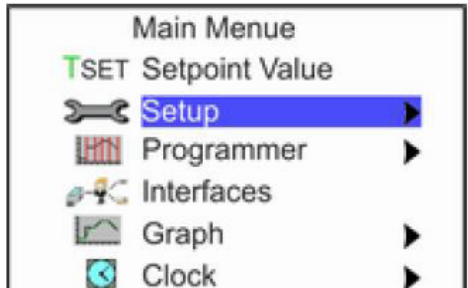 Main Menue
TSET Setpoint Value
Setup
Programmer
Interfaces
Graph
Clock